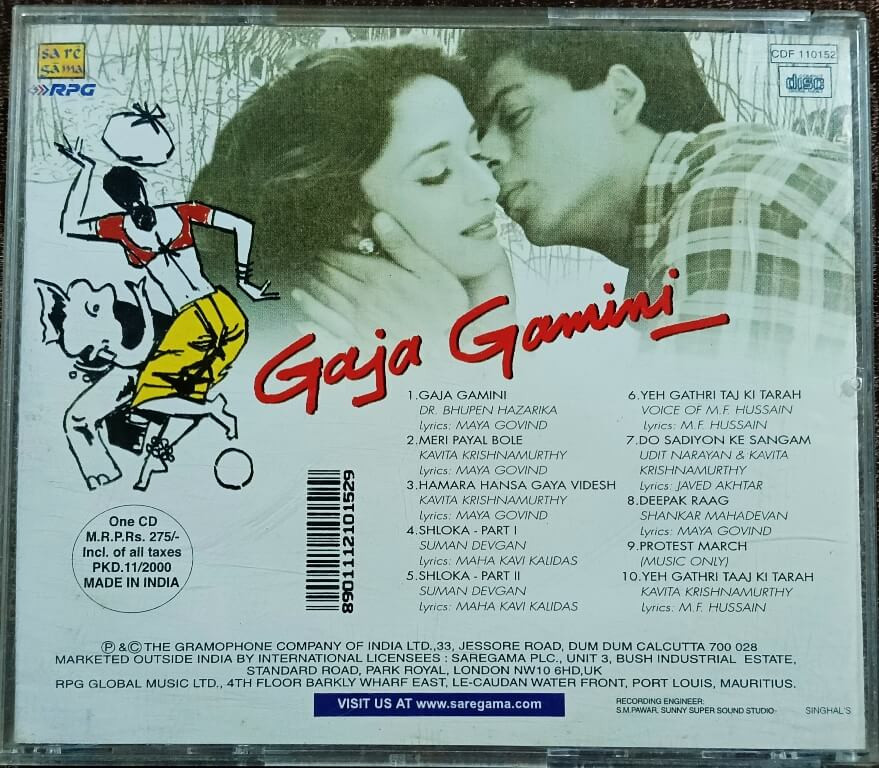 sa rē
gāma
RPG
CDF 110152
COMPACT
disc
Gaja Gamini
1.GAJA GAMINI
DR. BHUPEN HAZARIKA
lyrics: MAYA GOVIND
2.MERI PAYAL BOLE
KAVITA KRISHNAMURTHY
lyrics: MAYA GOVIND
3.HAMARA HANSA GAYA VIDESH
KAVITA KRISHNAMURTHY
lyrics: MAYA GOVIND
4.SHLOKA - PART I
SUMAN DEVGAN
lyrics: MAHA KAVI KALIDAS
5.SHLOKA - PART II
SUMAN DEVGAN
lyrics: MAHA KAVI KALIDAS
6.YEH GATHRI TAJ KI TARAH
VOICE OF M.F. HUSSAIN
lyrics: M.F. HUSSAIN
7.DO SADIYON KE SANGAM
UDIT NARAYAN & KAVITA
KRISHNAMURTHY
lyrics: JAVED AKHTAR
8.DEEPAK RAAG
SHANKAR MAHADEVAN
lyrics: MAYA GOVIND
9.PROTEST MARCH
(MUSIC ONLY)
10.YEH GATHRI TAAJ KI TARAH
KAVITA KRISHNAMURTHY
lyrics: M.F. HUSSAIN
8901112101529
One CD
M.R.P.Rs. 275/-
Incl. of all taxes
PKD.11/2000
MADE IN INDIA
Ⓟ & © THE GRAMOPHONE COMPANY OF INDIA LTD.,33, JESSORE ROAD, DUM DUM CALCUTTA 700 028
MARKETED OUTSIDE INDIA BY INTERNATIONAL LICENSEES : SAREGAMA PLC., UNIT 3, BUSH INDUSTRIAL ESTATE,
STANDARD ROAD, PARK ROYAL, LONDON NW10 6HD,UK
RPG GLOBAL MUSIC LTD., 4TH FLOOR BARKLY WHARF EAST, LE-CAUDAN WATER FRONT, PORT LOUIS, MAURITIUS.
VISIT US AT www.saregama.com
RECORDING ENGINEER:
S.M.PAWAR, SUNNY SUPER SOUND STUDIO-
SINGHAL'S